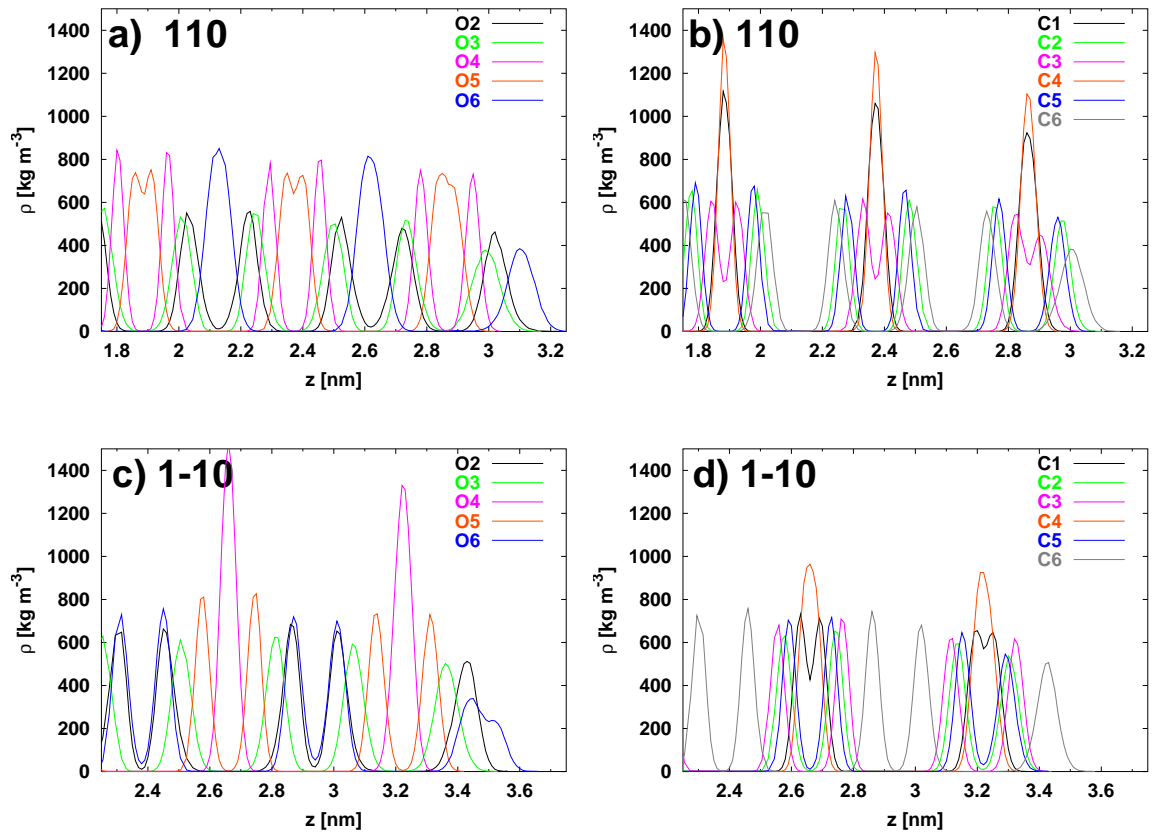 a) 110
O2
O3
O4
O5
O6
1400
1200
1000
800
600
400
200
0
ρ [kg m-3]
1.8 2 2.2 2.4 2.6 2.8 3 3.2
z [nm]
b) 110
C1
C2
C3
C4
C5
C6
1400
1200
1000
800
600
400
200
0
ρ [kg m-3]
1.8 2 2.2 2.4 2.6 2.8 3 3.2
z [nm]
c) 1-10
O2
O3
O4
O5
O6
1400
1200
1000
800
600
400
200
0
ρ [kg m-3]
2.4 2.6 2.8 3 3.2 3.4 3.6
z [nm]
d) 1-10
C1
C2
C3
C4
C5
C6
1400
1200
1000
800
600
400
200
0
ρ [kg m-3]
2.4 2.6 2.8 3 3.2 3.4 3.6
z [nm]